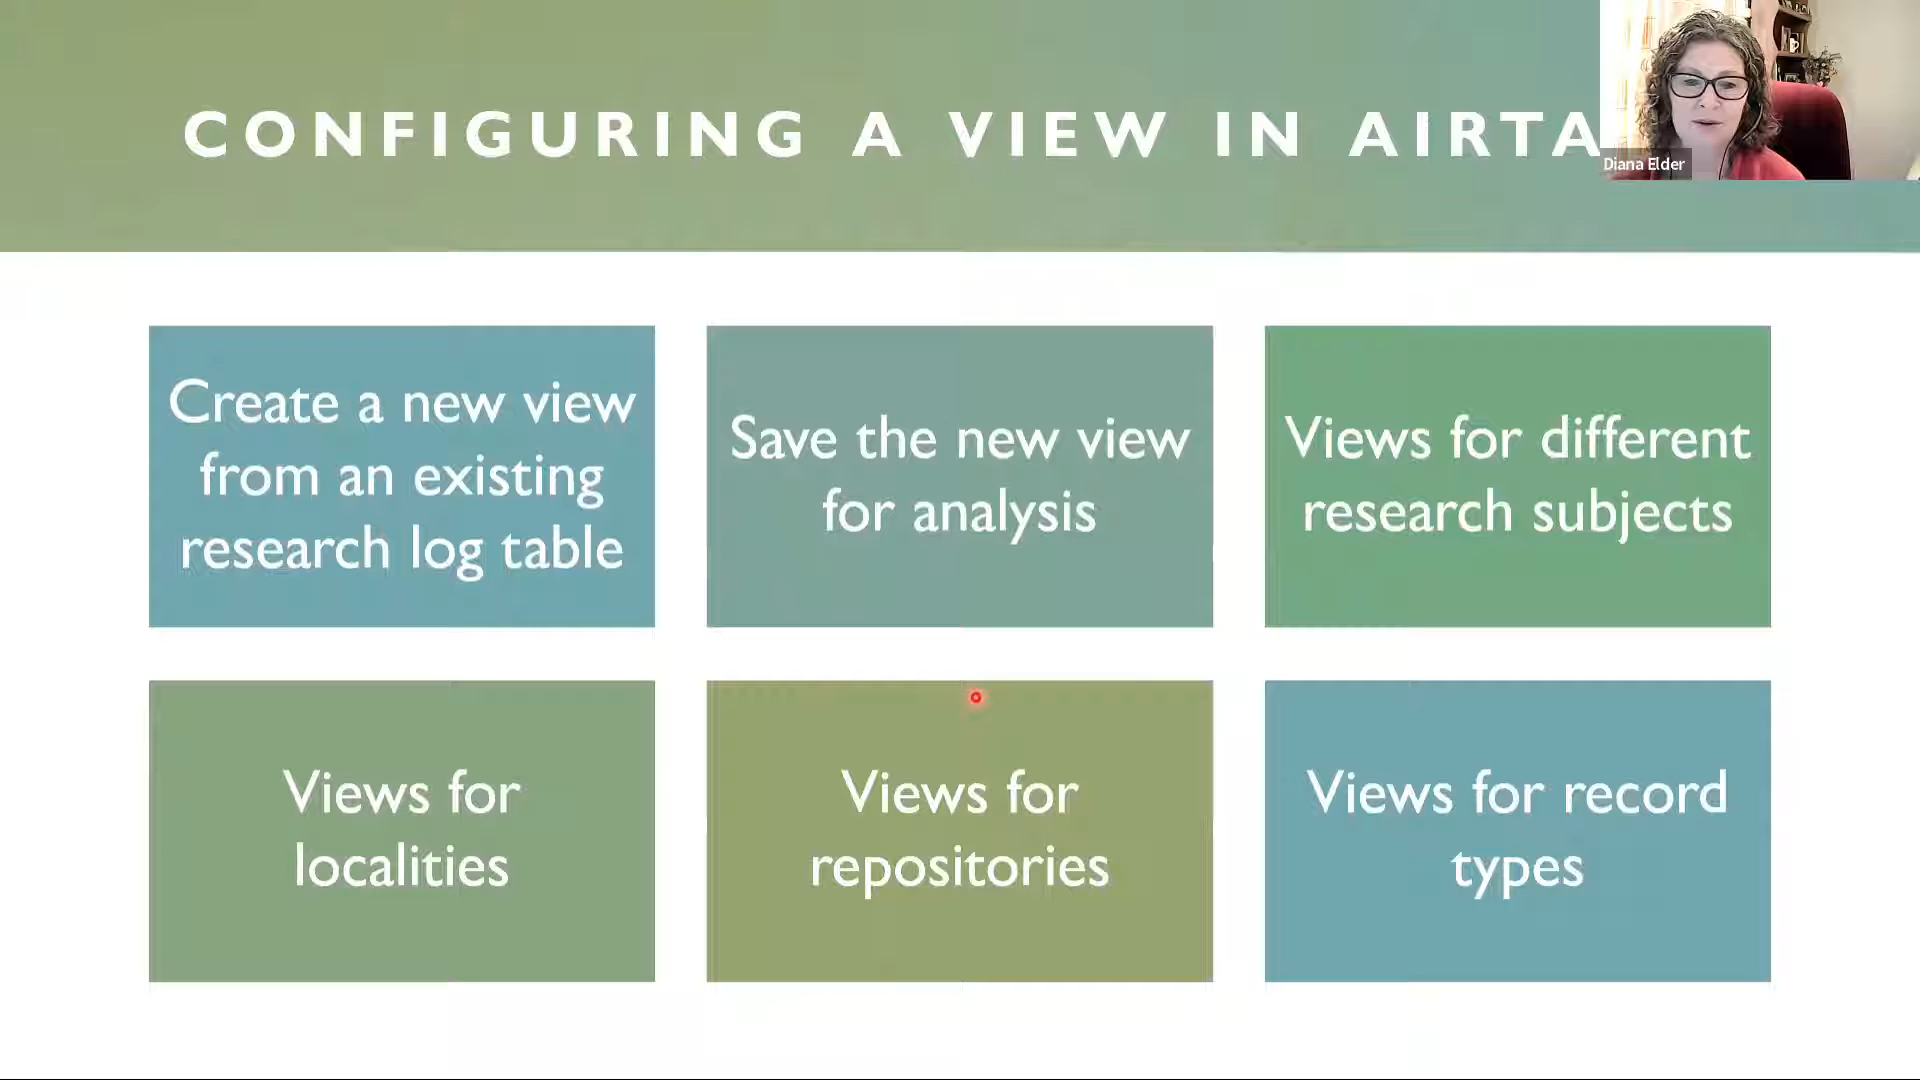 CONFIGURING A VIEW IN AIRTA
Diana Elder
Create a new view
from an existing
research log table
Save the new view
for analysis
Views for different
research subjects
Views for
localities
Views for
repositories
Views for record
types